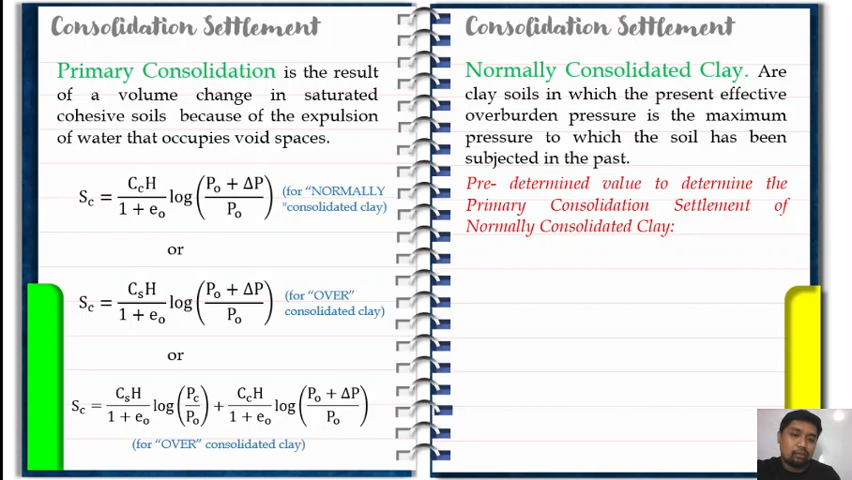 Consolidation Settlement
Primary Consolidation is the result
of a volume change in saturated
cohesive soils because of the expulsion
of water that occupies void spaces.
S_c = C_cH / 1 + e_o log (P_o + ΔP / P_o) (for “NORMALLY
"consolidated clay)
or
S_c = C_sH / 1 + e_o log (P_o + ΔP / P_o) (for “OVER”
consolidated clay)
or
S_c = C_sH / 1 + e_o log (P_c / P_o) + C_cH / 1 + e_o log (P_o + ΔP / P_o)
(for “OVER” consolidated clay)
Consolidation Settlement
Normally Consolidated Clay. Are
clay soils in which the present effective
overburden pressure is the maximum
pressure to which the soil has been
subjected in the past.
Pre- determined value to determine the
Primary Consolidation Settlement of
Normally Consolidated Clay: